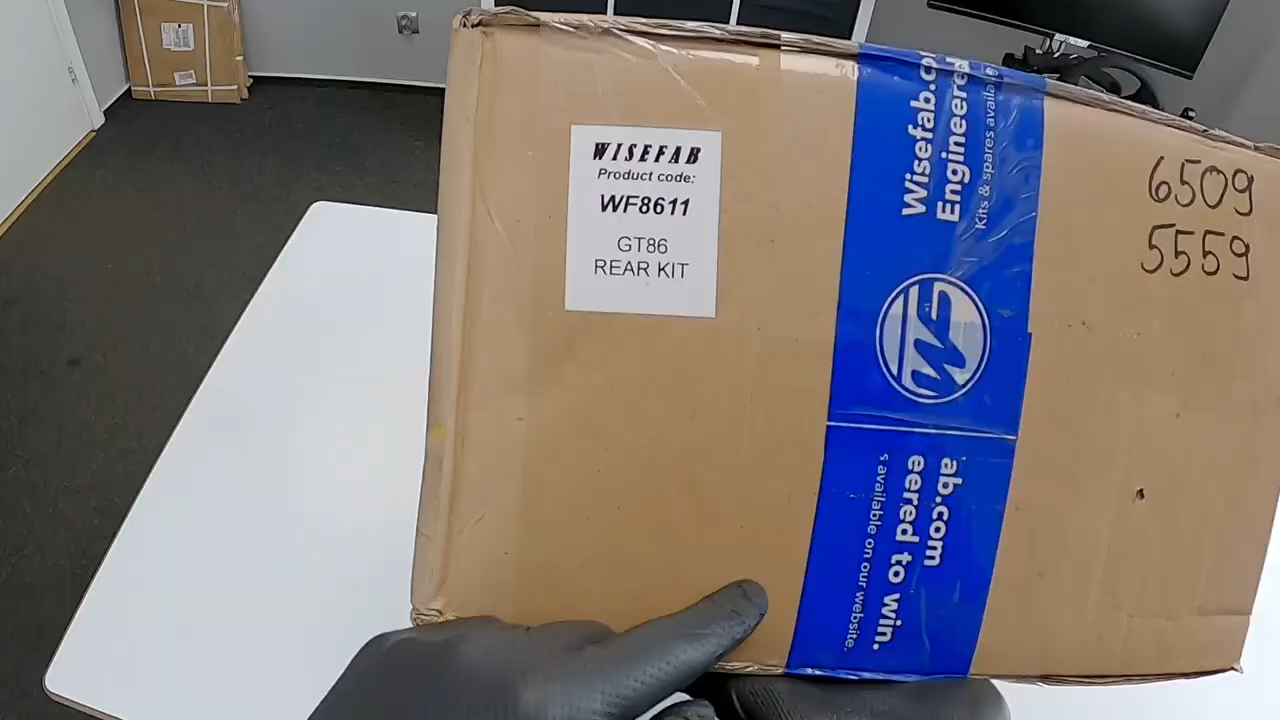 WISEFAB
Product code:
WF8611
GT86
REAR KIT
Wisefab.co
Engineered
Kits & spares availa
ab.com
eered to win.
s available on our website.
6509
5559